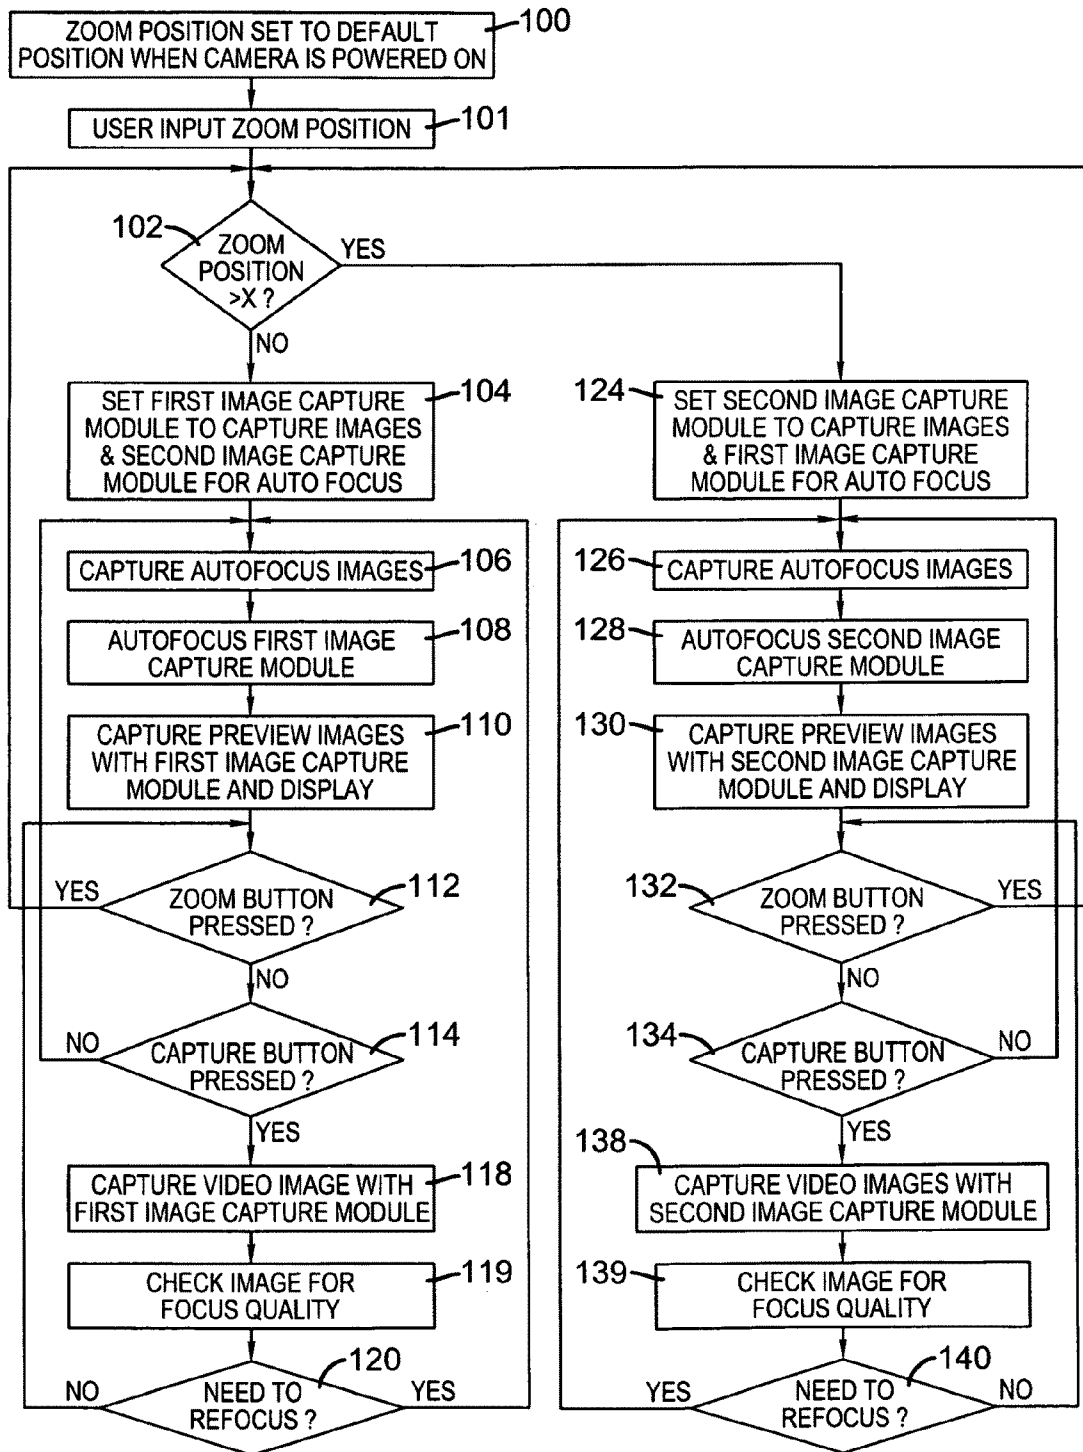 ZOOM POSITION SET TO DEFAULT
POSITION WHEN CAMERA IS POWERED ON
100
USER INPUT ZOOM POSITION
101
102
ZOOM
POSITION
>X ?
YES
NO
SET FIRST IMAGE CAPTURE
MODULE TO CAPTURE IMAGES
& SECOND IMAGE CAPTURE
MODULE FOR AUTO FOCUS
104
CAPTURE AUTOFOCUS IMAGES
106
AUTOFOCUS FIRST IMAGE
CAPTURE MODULE
108
CAPTURE PREVIEW IMAGES
WITH FIRST IMAGE CAPTURE
MODULE AND DISPLAY
110
YES
ZOOM BUTTON
PRESSED ?
112
NO
NO
CAPTURE BUTTON
PRESSED ?
114
YES
CAPTURE VIDEO IMAGE WITH
FIRST IMAGE CAPTURE MODULE
118
CHECK IMAGE FOR
FOCUS QUALITY
119
NO
NEED TO
REFOCUS ?
120
YES
124
SET SECOND IMAGE CAPTURE
MODULE TO CAPTURE IMAGES
& FIRST IMAGE CAPTURE
MODULE FOR AUTO FOCUS
126
CAPTURE AUTOFOCUS IMAGES
128
AUTOFOCUS SECOND IMAGE
CAPTURE MODULE
130
CAPTURE PREVIEW IMAGES
WITH SECOND IMAGE CAPTURE
MODULE AND DISPLAY
132
ZOOM BUTTON
PRESSED ?
YES
NO
134
CAPTURE BUTTON
PRESSED ?
NO
YES
138
CAPTURE VIDEO IMAGES WITH
SECOND IMAGE CAPTURE MODULE
139
CHECK IMAGE FOR
FOCUS QUALITY
YES
NEED TO
REFOCUS ?
140
NO